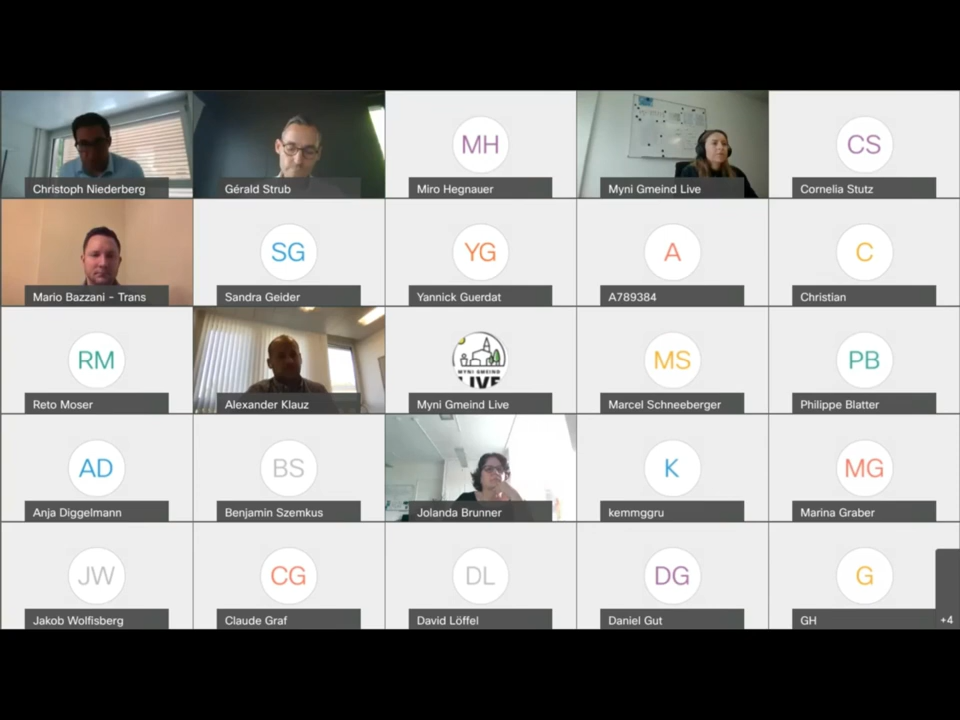 Christoph Niederberg
Gérald Strub
MH
Miro Hegnauer
Myni Gmeind Live
CS
Cornelia Stutz
Mario Bazzani - Trans
SG
Sandra Geider
YG
Yannick Guerdat
A
A789384
C
Christian
RM
Reto Moser
Alexander Klauz
MYNI GMEIND
LIVE
Myni Gmeind Live
MS
Marcel Schneeberger
PB
Philippe Blatter
AD
Anja Diggelmann
BS
Benjamin Szemkus
Jolanda Brunner
K
kemmggru
MG
Marina Graber
JW
Jakob Wolfisberg
CG
Claude Graf
DL
David Löffel
DG
Daniel Gut
G
GH
+4